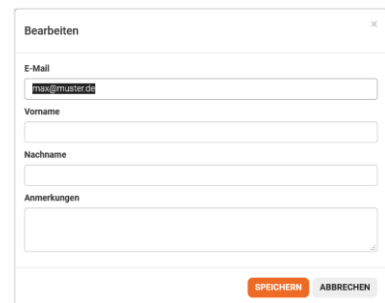 Bearbeiten ×
E-Mail
max@muster.de
Vorname
Nachname
Anmerkungen
SPEICHERN ABBRECHEN